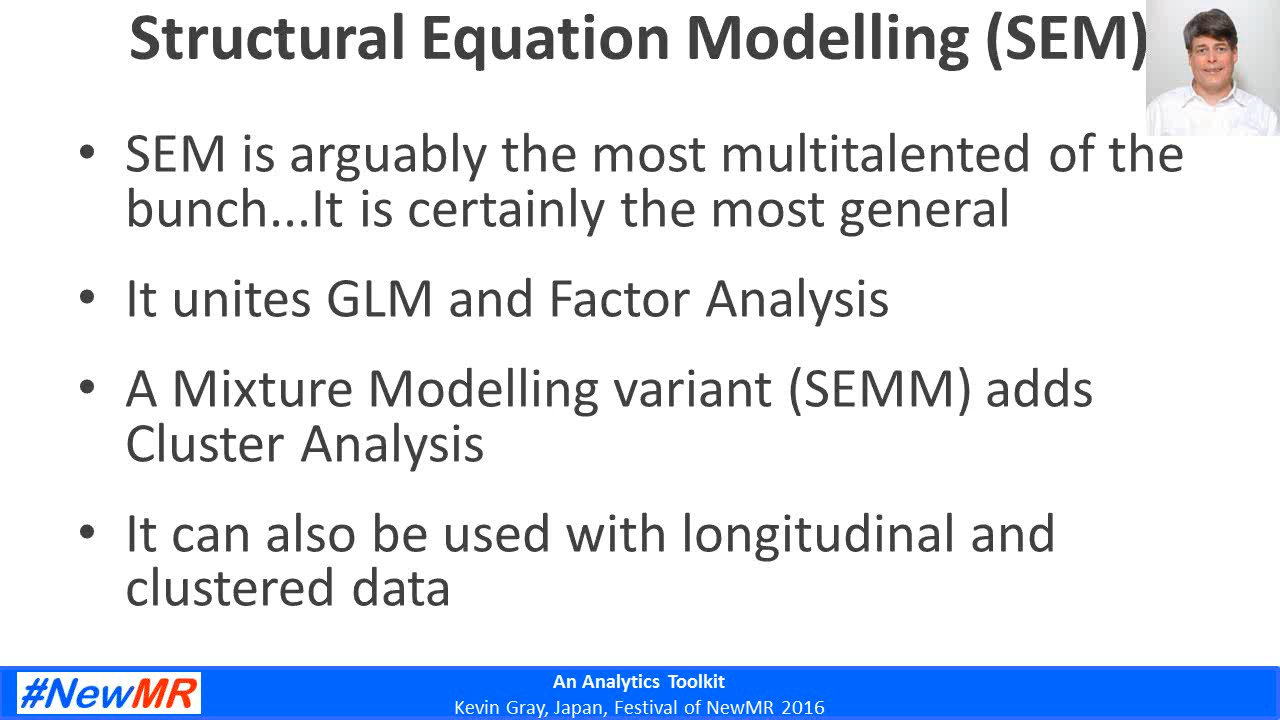 Structural Equation Modelling (SEM)
• SEM is arguably the most multitalented of the
bunch...It is certainly the most general
• It unites GLM and Factor Analysis
• A Mixture Modelling variant (SEMM) adds
Cluster Analysis
• It can also be used with longitudinal and
clustered data
#NewMR
An Analytics Toolkit
Kevin Gray, Japan, Festival of NewMR 2016